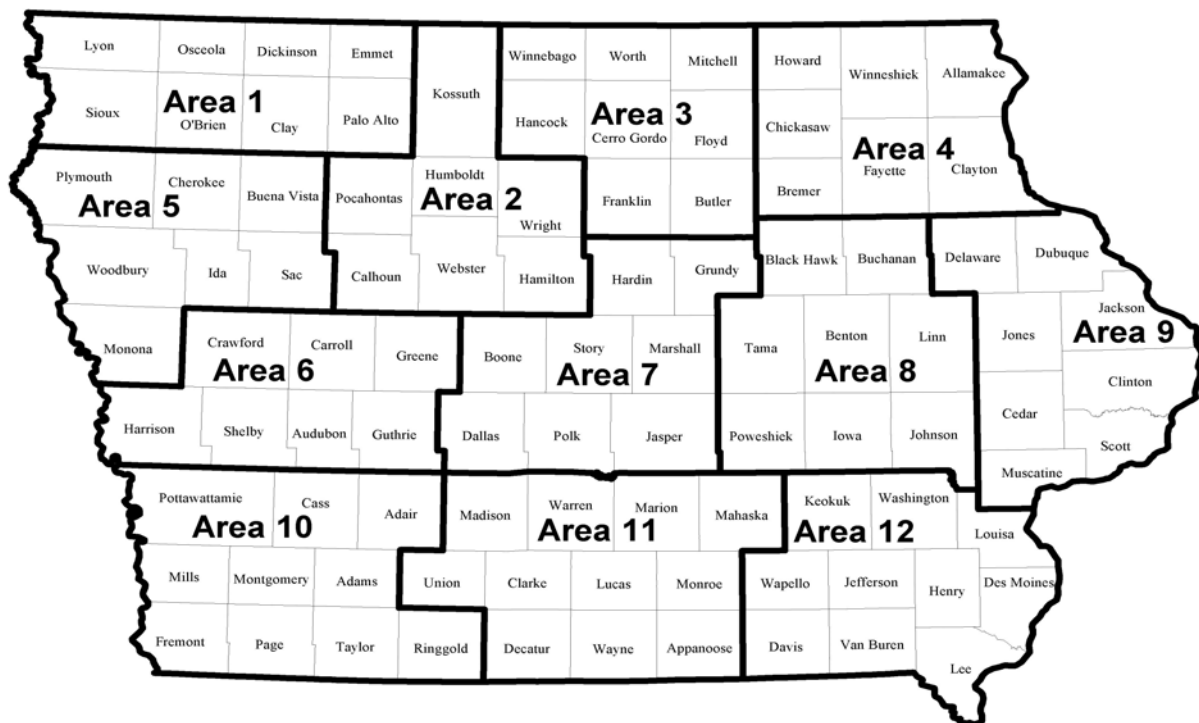 Lyon
Osceola
Dickinson
Emmet
Sioux
O'Brien
Clay
Palo Alto
Area 1
Kossuth
Humboldt
Pocahontas
Wright
Calhoun
Webster
Hamilton
Area 2
Winnebago
Worth
Mitchell
Hancock
Cerro Gordo
Floyd
Franklin
Butler
Area 3
Howard
Winneshiek
Allamakee
Chickasaw
Fayette
Clayton
Bremer
Area 4
Plymouth
Cherokee
Buena Vista
Woodbury
Ida
Sac
Monona
Area 5
Crawford
Carroll
Greene
Harrison
Shelby
Audubon
Guthrie
Area 6
Hardin
Grundy
Boone
Story
Marshall
Dallas
Polk
Jasper
Area 7
Black Hawk
Buchanan
Tama
Benton
Linn
Poweshiek
Iowa
Johnson
Area 8
Delaware
Dubuque
Jones
Jackson
Clinton
Cedar
Scott
Muscatine
Area 9
Pottawattamie
Cass
Adair
Mills
Montgomery
Adams
Fremont
Page
Taylor
Ringgold
Area 10
Madison
Warren
Marion
Mahaska
Union
Clarke
Lucas
Monroe
Decatur
Wayne
Appanoose
Area 11
Keokuk
Washington
Louisa
Wapello
Jefferson
Henry
Des Moines
Davis
Van Buren
Lee
Area 12